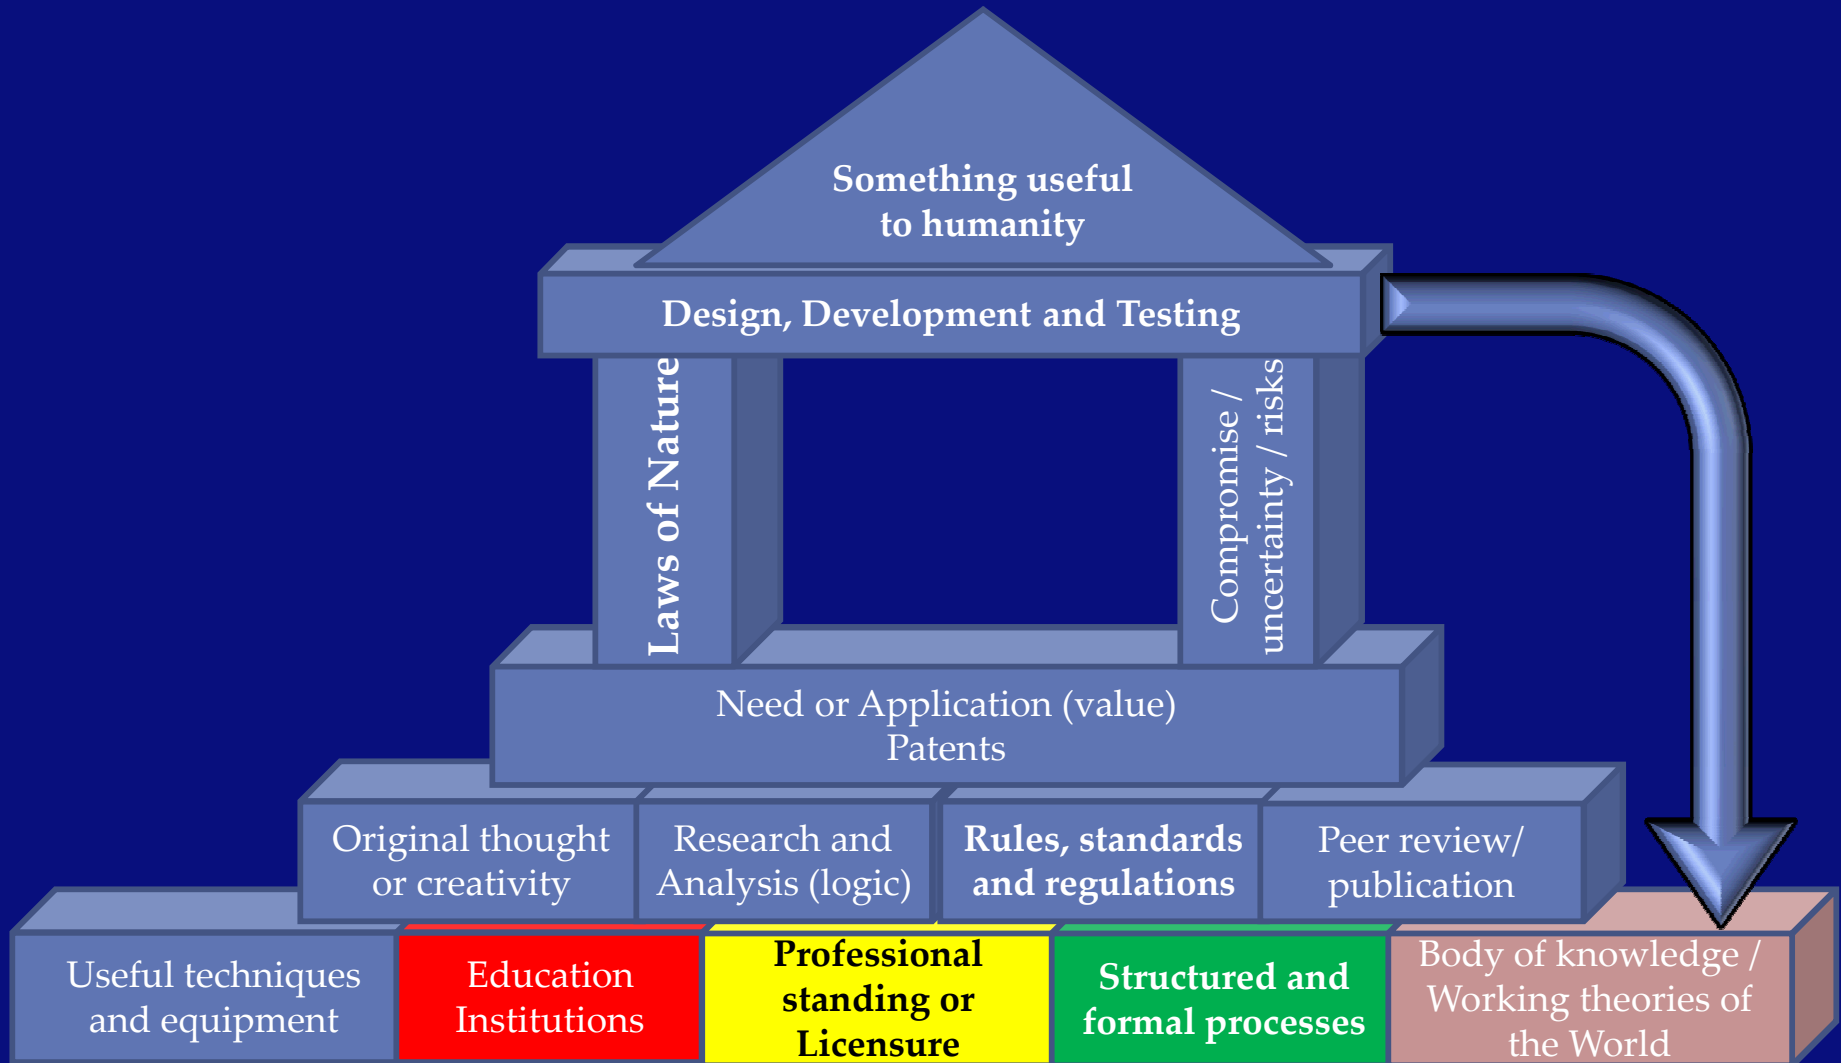 Something useful
to humanity
Design, Development and Testing
Laws of Nature
Compromise /
uncertainty / risks
Need or Application (value)
Patents
Original thought
or creativity
Research and
Analysis (logic)
Rules, standards
and regulations
Peer review/
publication
Useful techniques
and equipment
Education
Institutions
Professional
standing or
Licensure
Structured and
formal processes
Body of knowledge /
Working theories of
the World